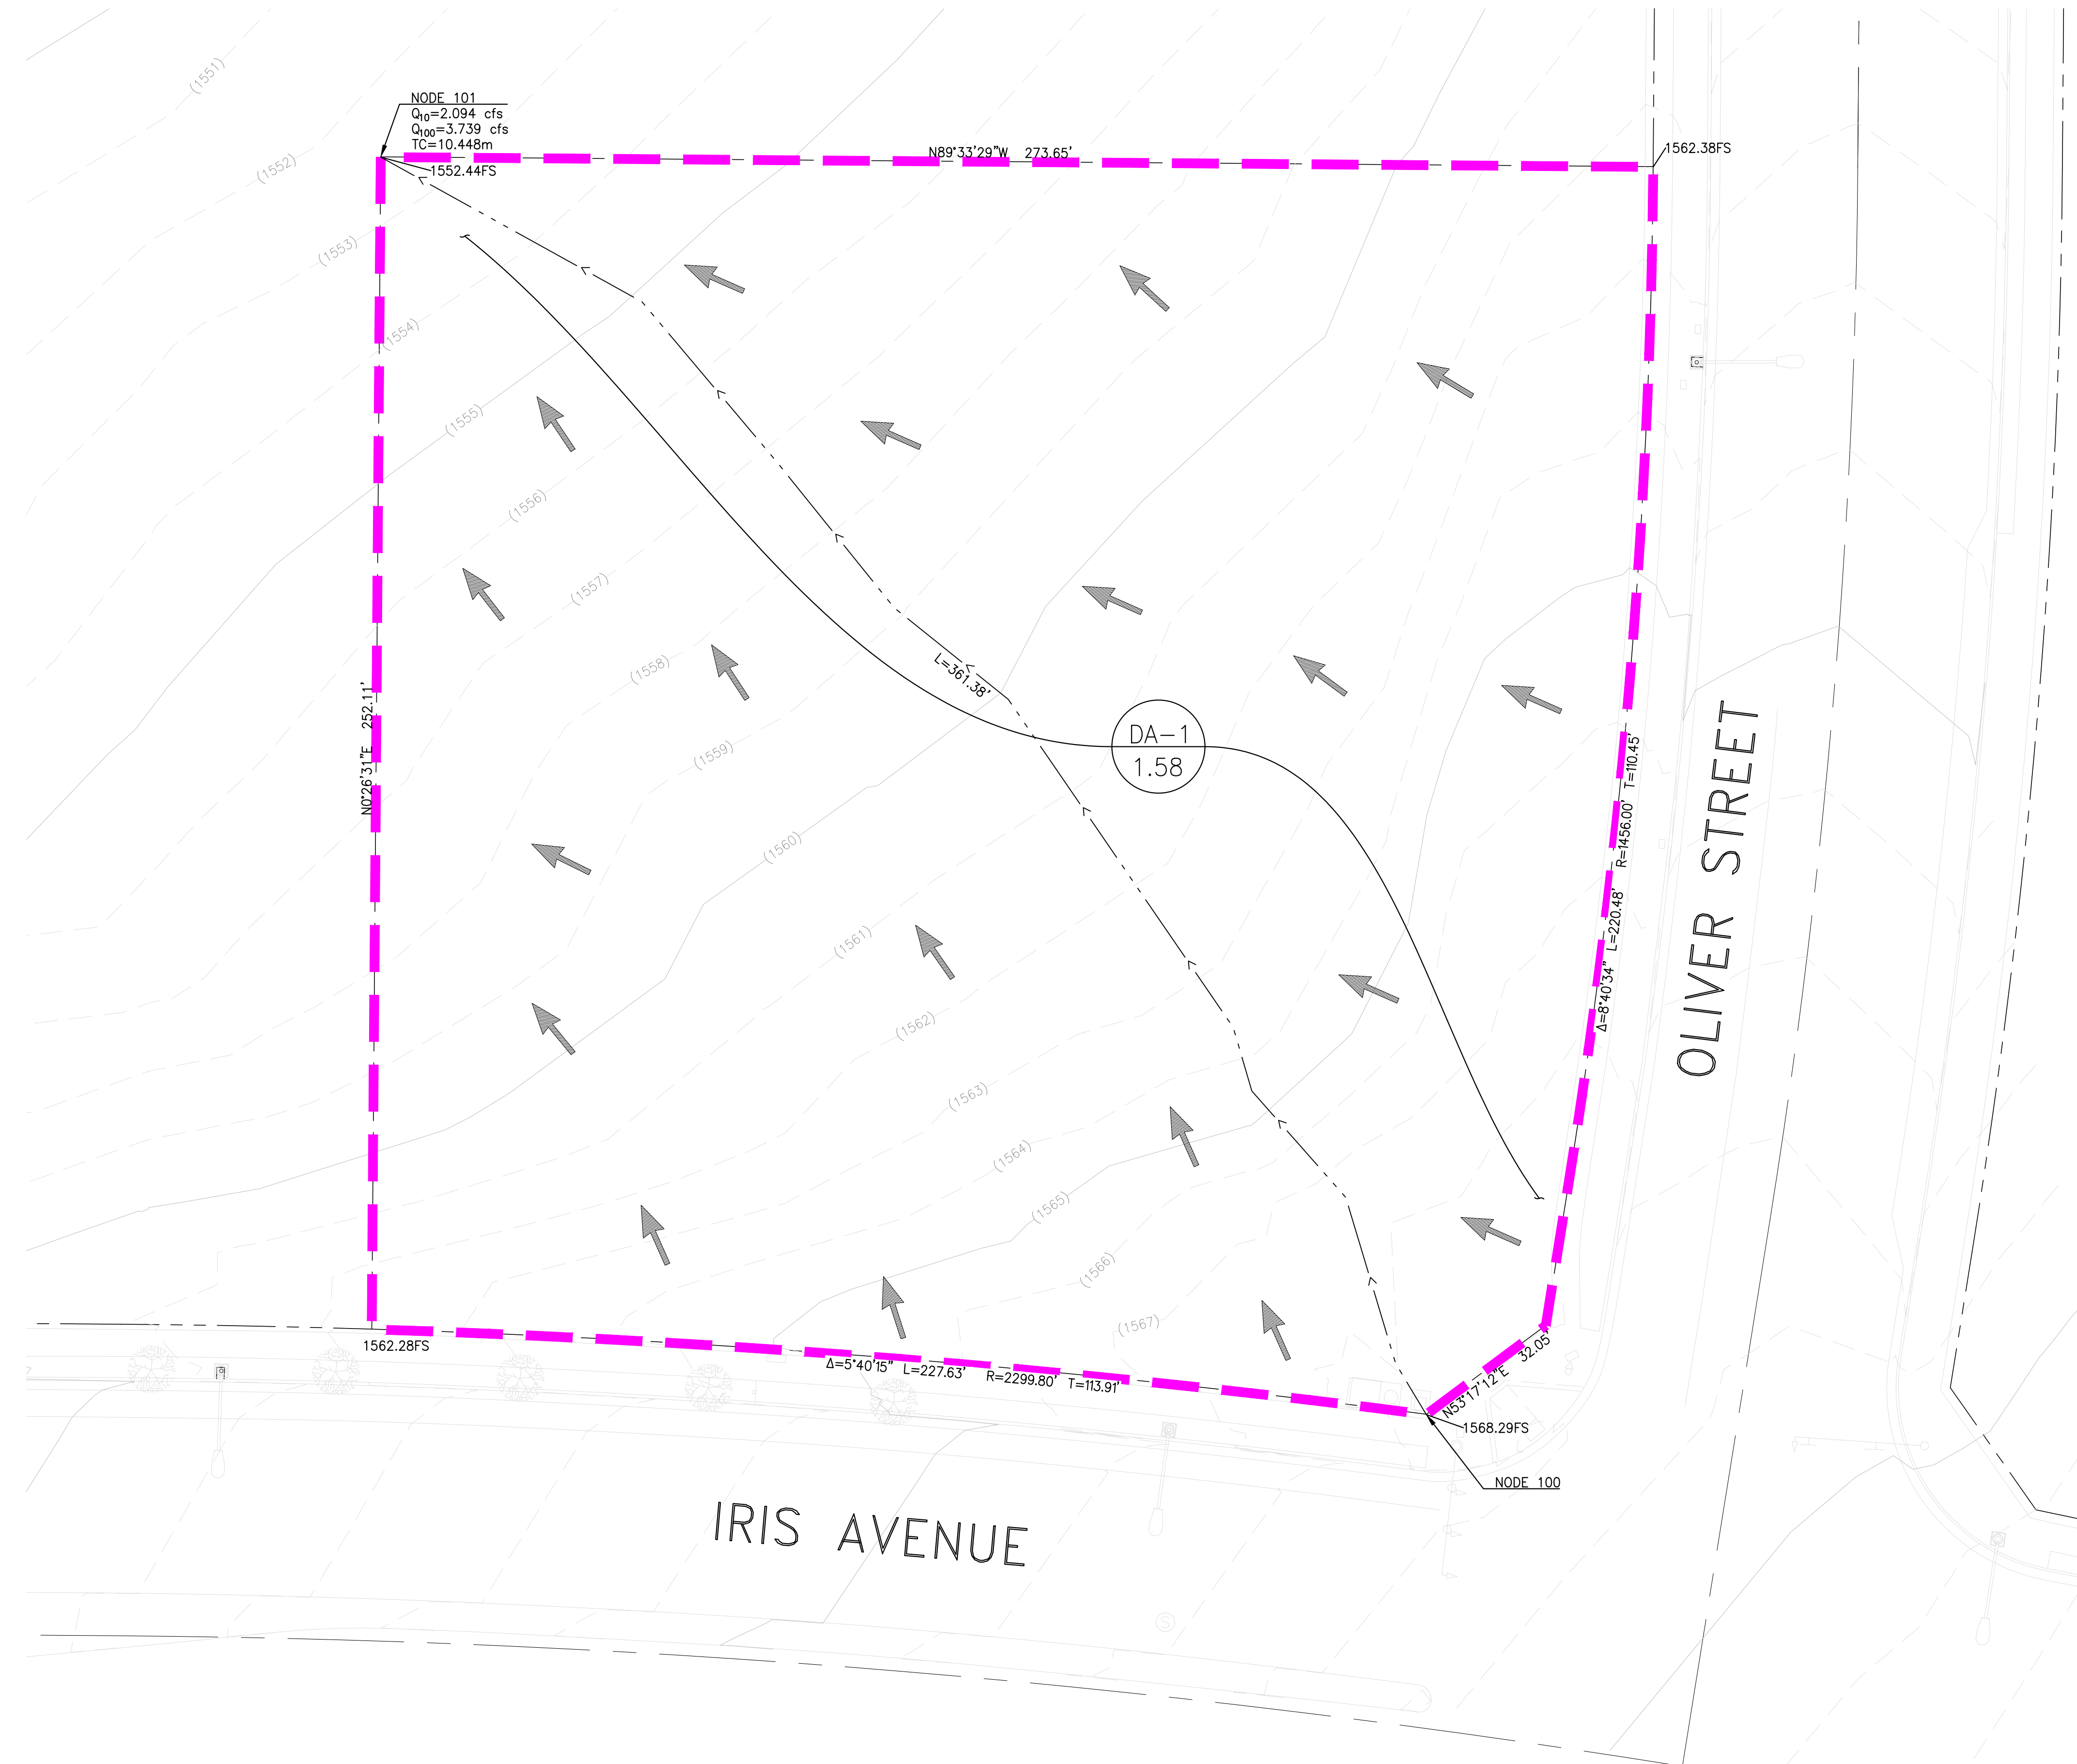 (1551)
NODE 101
Q10=2.094 cfs
Q100=3.739 cfs
TC=10.448m
1552.44FS
N89°33'29"W 273.65'
1562.38FS
(1552)
(1553)
(1554)
(1555)
(1556)
(1557)
(1558)
(1559)
(1560)
(1561)
(1562)
(1563)
(1564)
(1565)
(1566)
(1567)
L=361.38'
DA-1
1.58
N0°26'31"E 252.11'
Δ=8°40'34" L=220.48' R=1456.00' T=110.45'
OLIVER STREET
1562.28FS
Δ=5°40'15" L=227.63' R=2299.80' T=113.91'
N53°17'12"E 32.05'
1568.29FS
NODE 100
IRIS AVENUE
S